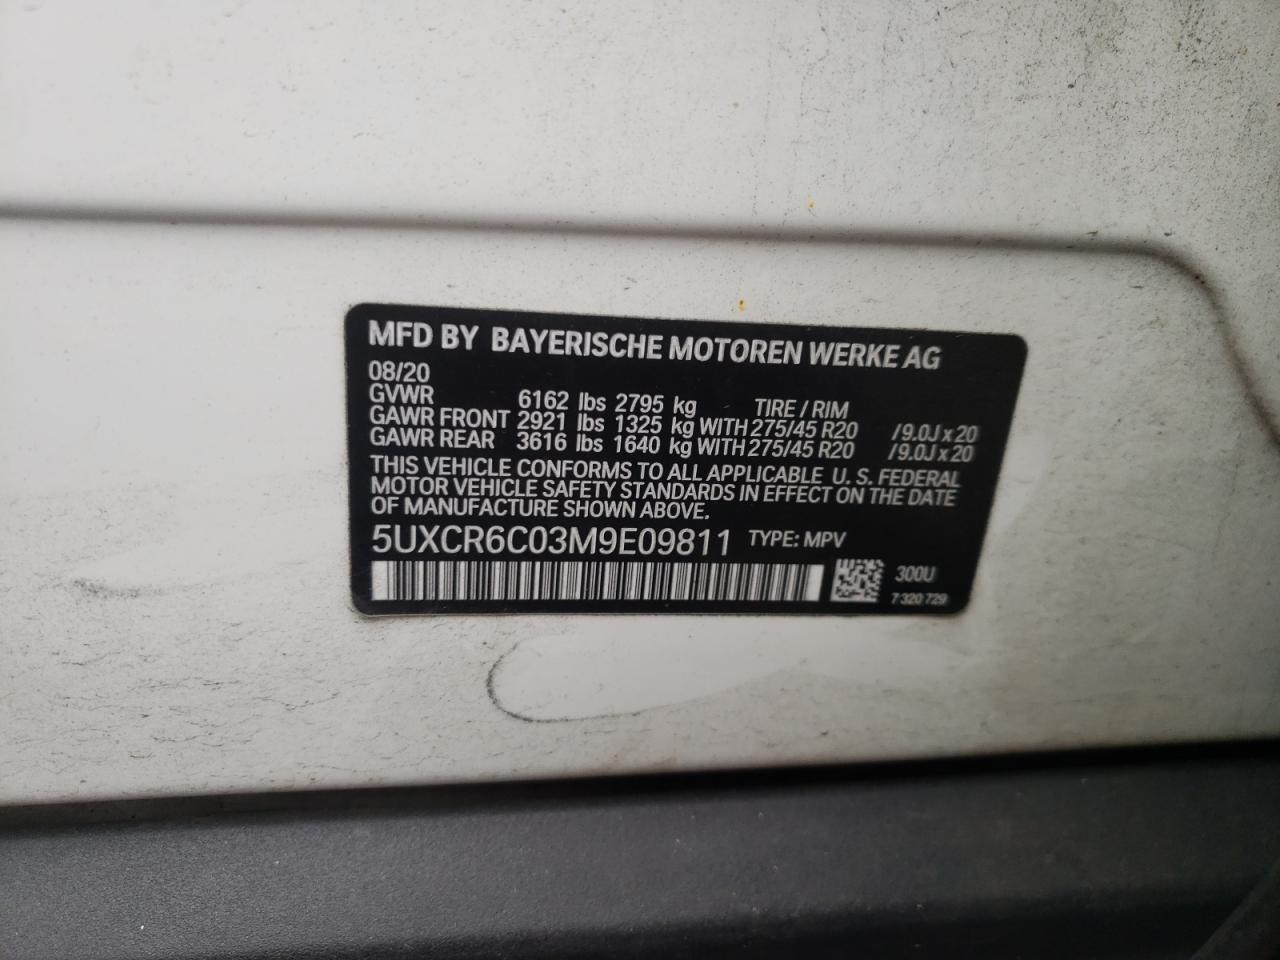 MFD BY BAYERISCHE MOTOREN WERKE AG
08/20
GVWR 6162 lbs 2795 kg TIRE / RIM
GAWR FRONT 2921 lbs 1325 kg WITH 275/45 R20 /9.0J x 20
GAWR REAR 3616 lbs 1640 kg WITH 275/45 R20 /9.0J x 20
THIS VEHICLE CONFORMS TO ALL APPLICABLE U. S. FEDERAL
MOTOR VEHICLE SAFETY STANDARDS IN EFFECT ON THE DATE
OF MANUFACTURE SHOWN ABOVE.
5UXCR6C03M9E09811 TYPE: MPV
300U
7 320 729